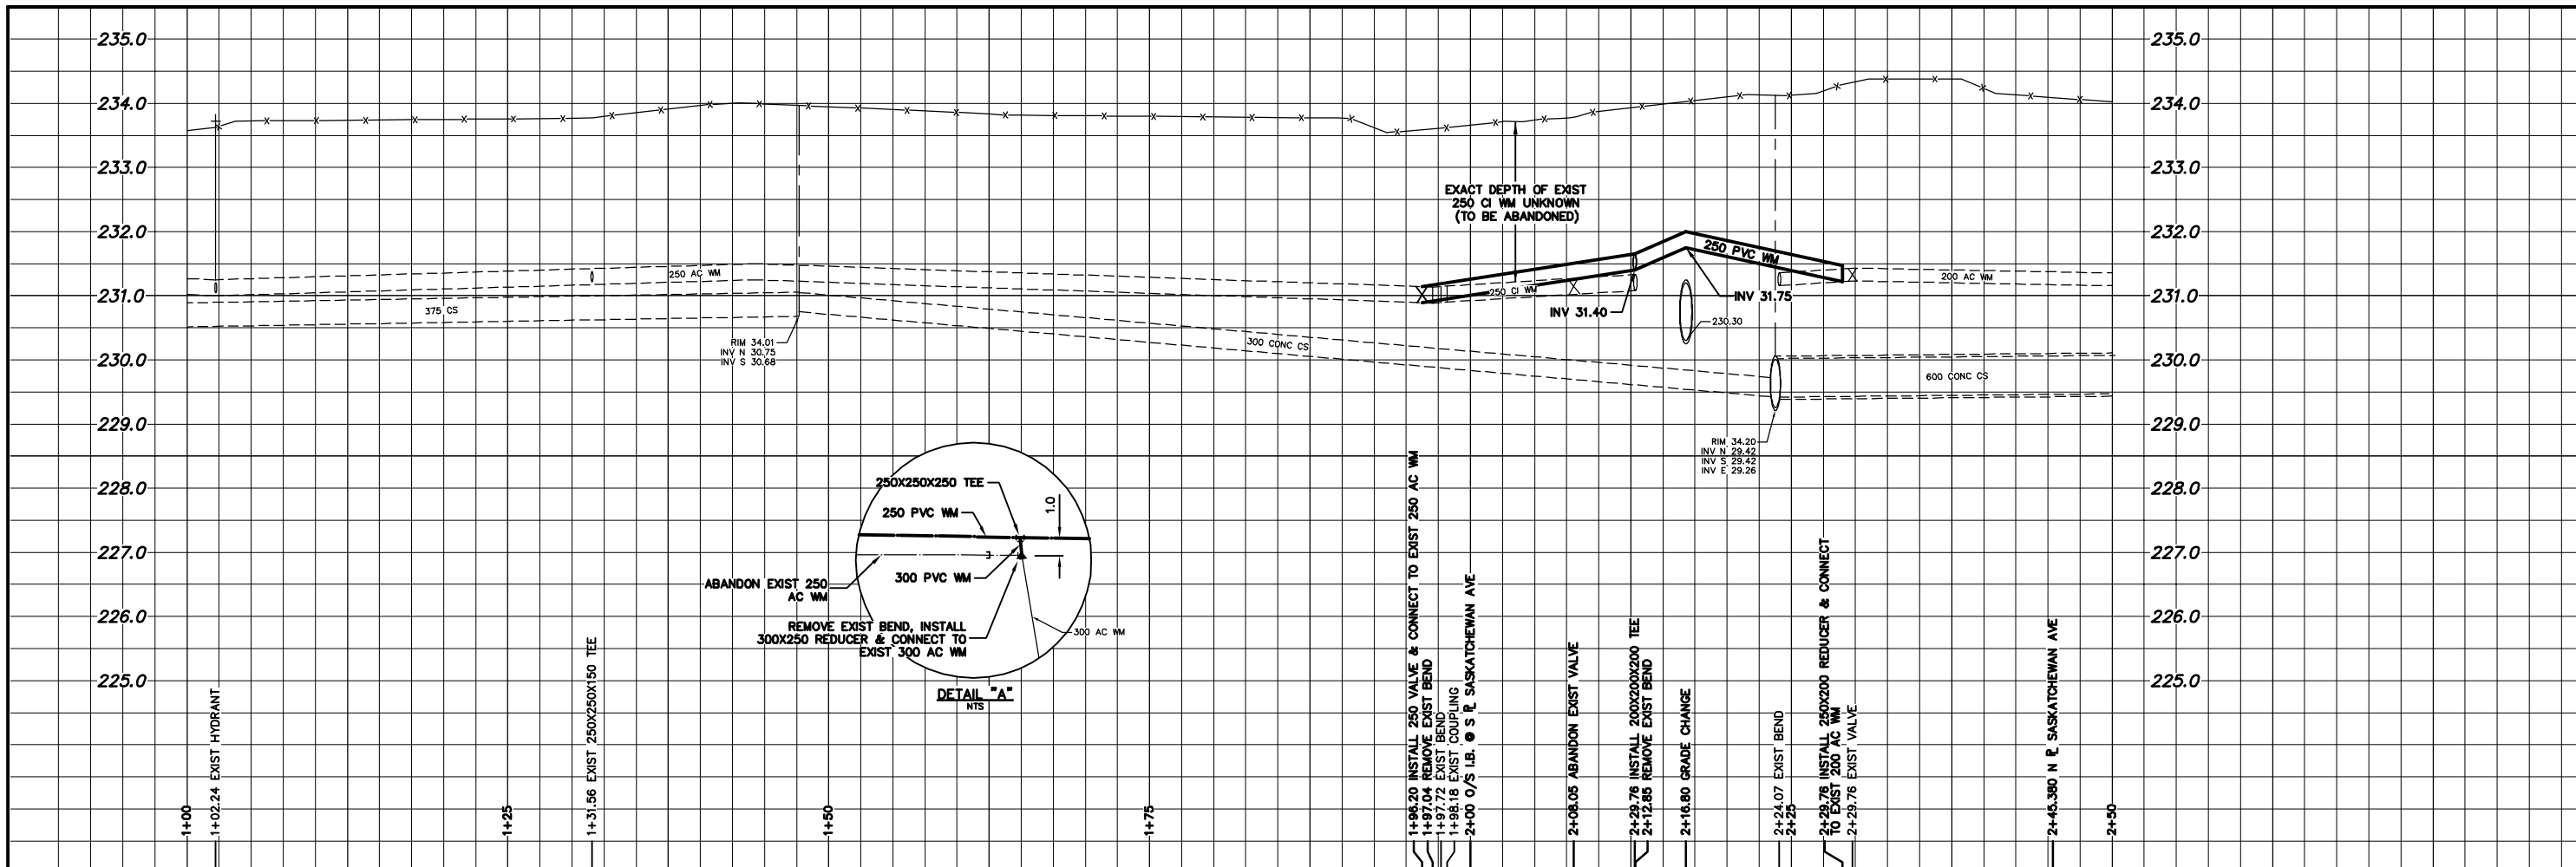 235.0
235.0
234.0
234.0
233.0
233.0
EXACT DEPTH OF EXIST
250 CI WM UNKNOWN
(TO BE ABANDONED)
232.0
232.0
250 PVC WM
250 AC WM
200 AC WM
250 CI WM
231.0
INV 31.75
231.0
375 CS
INV 31.40
230.30
RIM 34.01
INV N 30.75
INV S 30.68
300 CONC CS
230.0
230.0
600 CONC CS
229.0
229.0
RIM 34.20
INV N 29.42
INV S 29.42
INV E 29.26
228.0
228.0
250X250X250 TEE
1.0
250 PVC WM
227.0
227.0
300 PVC WM
ABANDON EXIST 250
AC WM
226.0
226.0
REMOVE EXIST BEND, INSTALL
300X250 REDUCER & CONNECT TO
EXIST 300 AC WM
300 AC WM
225.0
225.0
DETAIL "A"
NTS
1+00
1+02.24 EXIST HYDRANT
1+25
1+31.56 EXIST 250X250X150 TEE
1+50
1+75
1+96.20 INSTALL 250 VALVE & CONNECT TO EXIST 250 AC WM
1+97.04 REMOVE EXIST BEND
1+97.72 EXIST BEND
1+98.18 EXIST COUPLING
2+00 O/S I.B. @ S PL SASKATCHEWAN AVE
2+08.05 ABANDON EXIST VALVE
2+29.76 INSTALL 200X200X200 TEE
2+12.85 REMOVE EXIST BEND
2+16.80 GRADE CHANGE
2+24.07 EXIST BEND
2+25
2+29.76 INSTALL 250X200 REDUCER & CONNECT
TO EXIST 200 AC WM
2+29.76 EXIST VALVE
2+45.380 N PL SASKATCHEWAN AVE
2+50